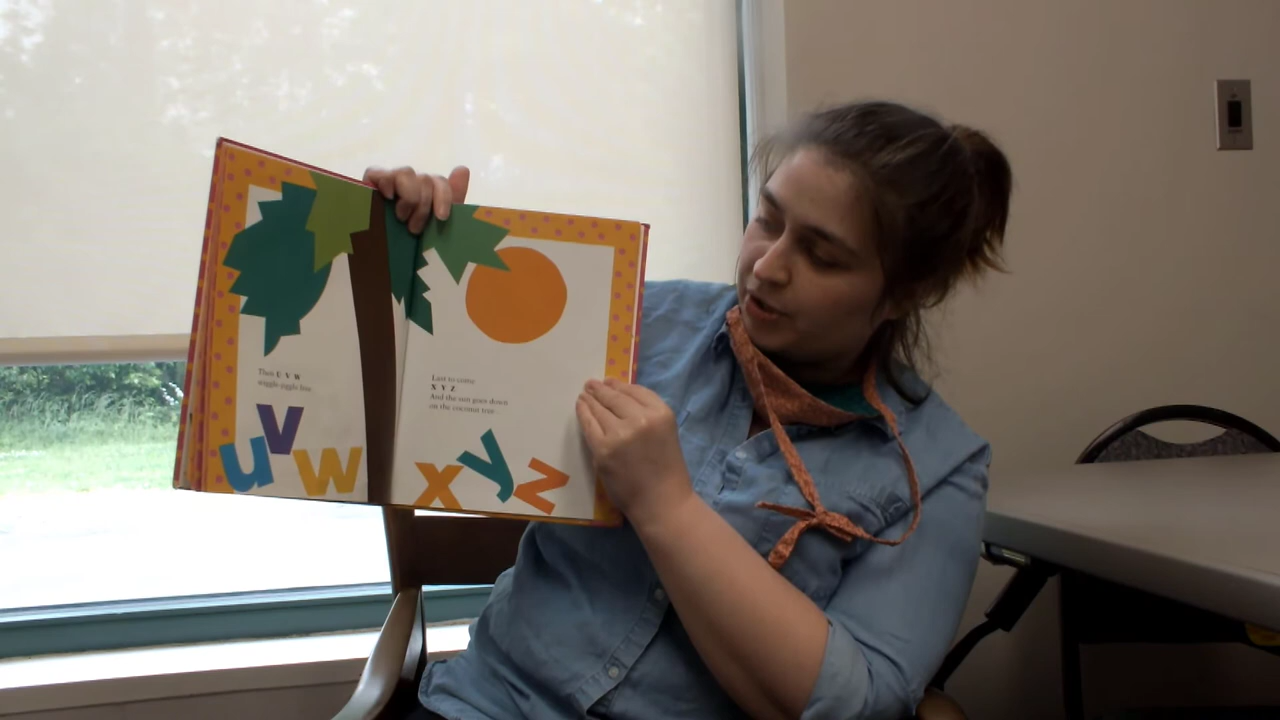 Then U V W
wiggle-jiggle free
u v w
Last to come
X Y Z
And the sun goes down
on the coconut tree...
x y z